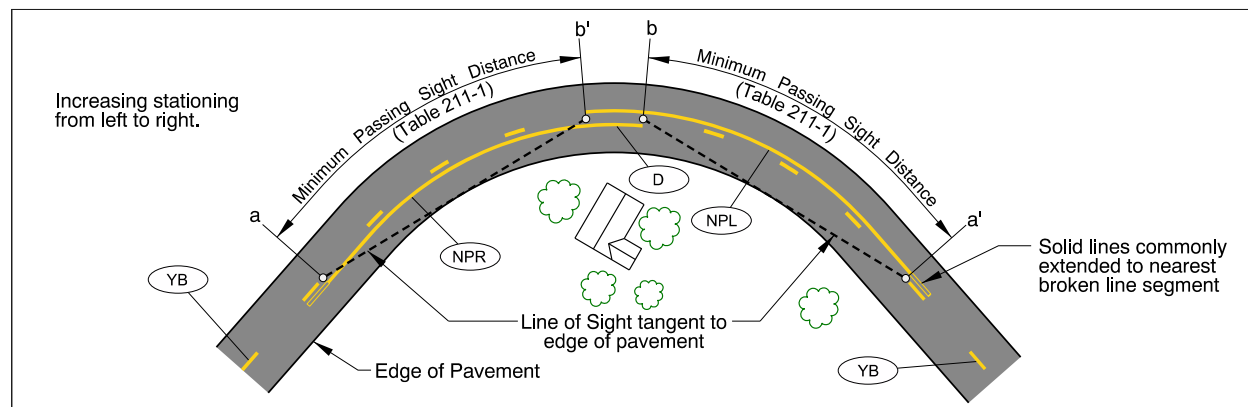 b'
b
Minimum Passing Sight Distance
(Table 211-1)
Minimum Passing Sight Distance
(Table 211-1)
Increasing stationing
from left to right.
a
a'
D
NPL
NPR
YB
Solid lines commonly
extended to nearest
broken line segment
Line of Sight tangent to
edge of pavement
Edge of Pavement
YB